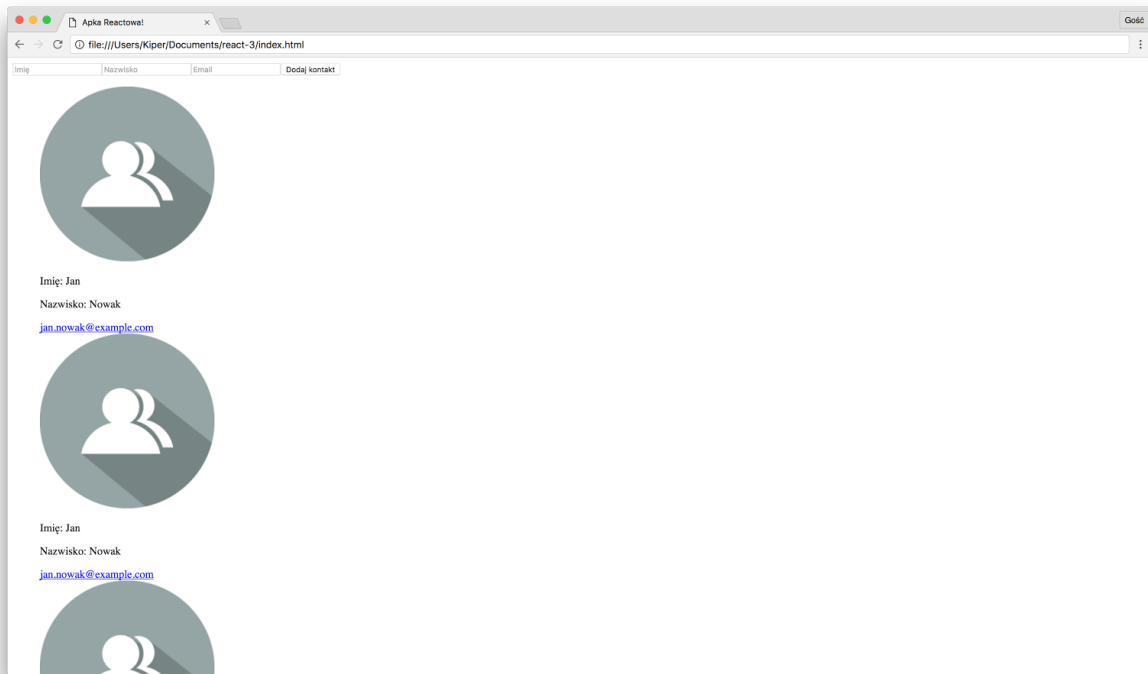 Apka Reactowa!
Gość
file:///Users/Kiper/Documents/react-3/index.html
Imię Nazwisko Email Dodaj kontakt
Imię: Jan
Nazwisko: Nowak
jan.nowak@example.com
Imię: Jan
Nazwisko: Nowak
jan.nowak@example.com